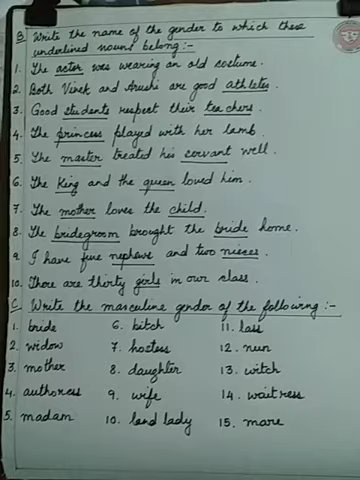 B) Write the name of the gender to which these
underlined nouns belong:-
1. The actor was wearing an old costume.
2. Both Vivek and Arushi are good athletes.
3. Good students respect their teachers.
4. The princess played with her lamb.
5. The master treated his servant well.
6. The King and the queen loved him.
7. The mother loves the child.
8. The bridegroom brought the bride home.
9. I have five nephews and two nieces.
10. There are thirty girls in our class.
C. Write the masculine gender of the following:-
1. bride 6. bitch 11. lass
2. widow 7. hostess 12. nun
3. mother 8. daughter 13. witch
4. authoress 9. wife 14. waitress
5. madam 10. land lady 15. mare